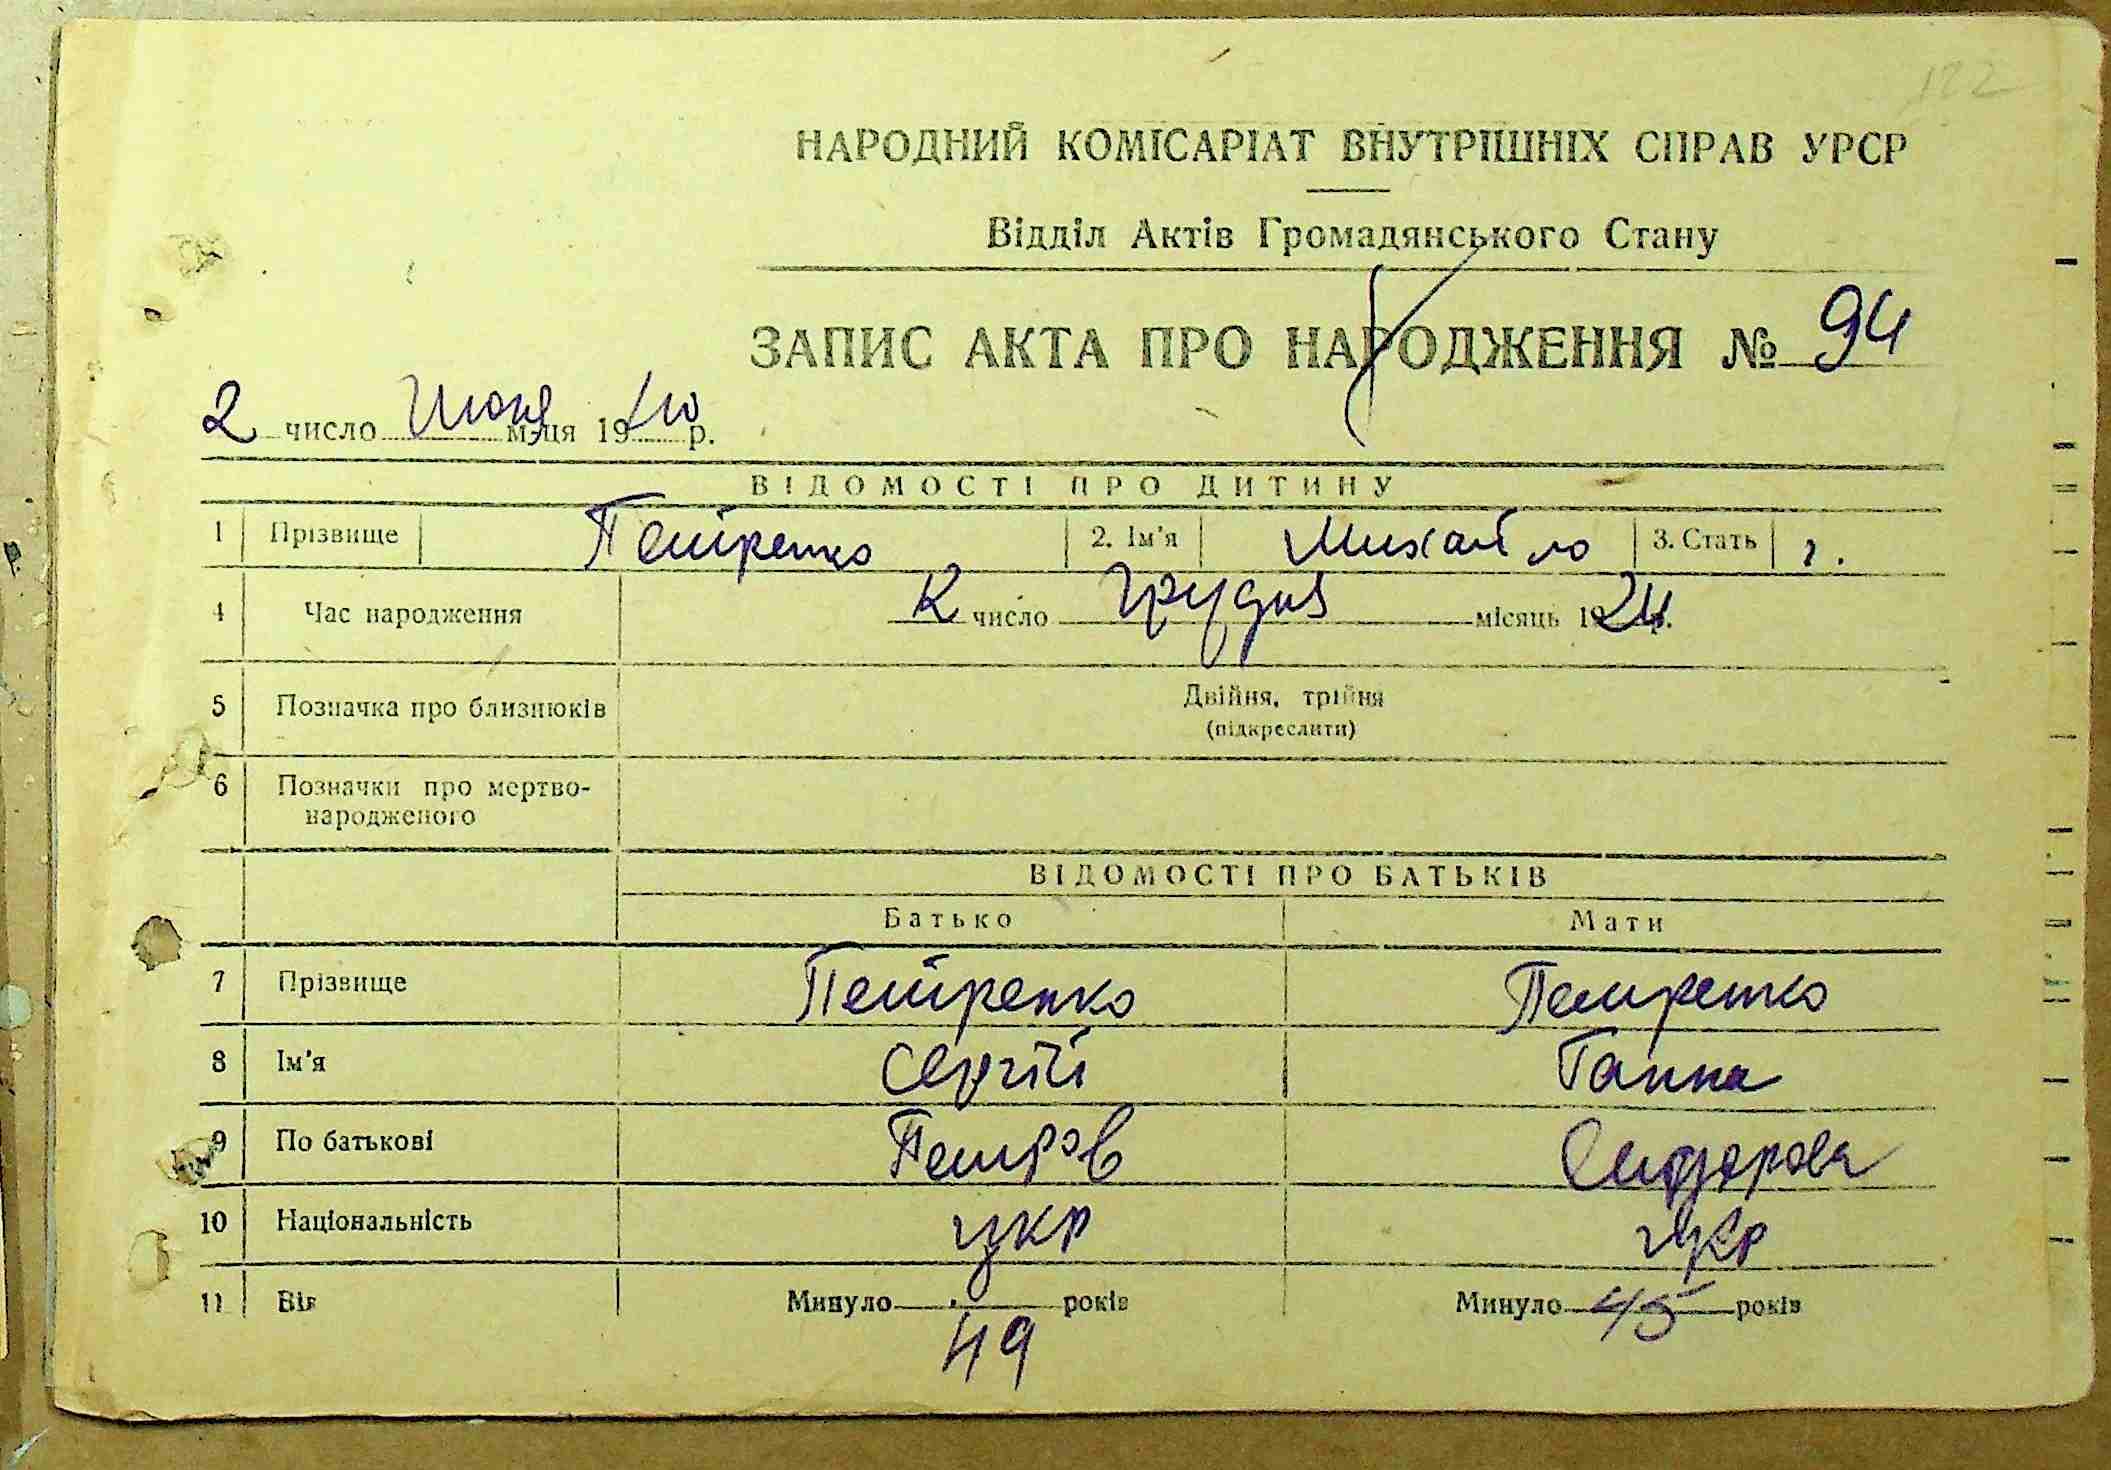 122
НАРОДНИЙ КОМІСАРІАТ ВНУТРІШНІХ СПРАВ УРСР
Відділ Актів Громадянського Стану
ЗАПИС АКТА ПРО НАРОДЖЕННЯ № 94
2 число Июня м-ця 1940 р.
ВІДОМОСТІ ПРО ДИТИНУ
1 Прізвище Петренко 2. Ім'я Михайло 3. Стать ч.
4 Час народження число Грудня місяць 1924 р.
5 Позначка про близнюків Двійня, трійня
(підкреслити)
6 Позначки про мертво-
народженого
ВІДОМОСТІ ПРО БАТЬКІВ
Батько Мати
7 Прізвище Петренко Петренко
8 Ім'я Сергій Ганна
9 По батькові Петров Сидорова
10 Національність укр укр
11 Вік Минуло 49 років Минуло 45 років